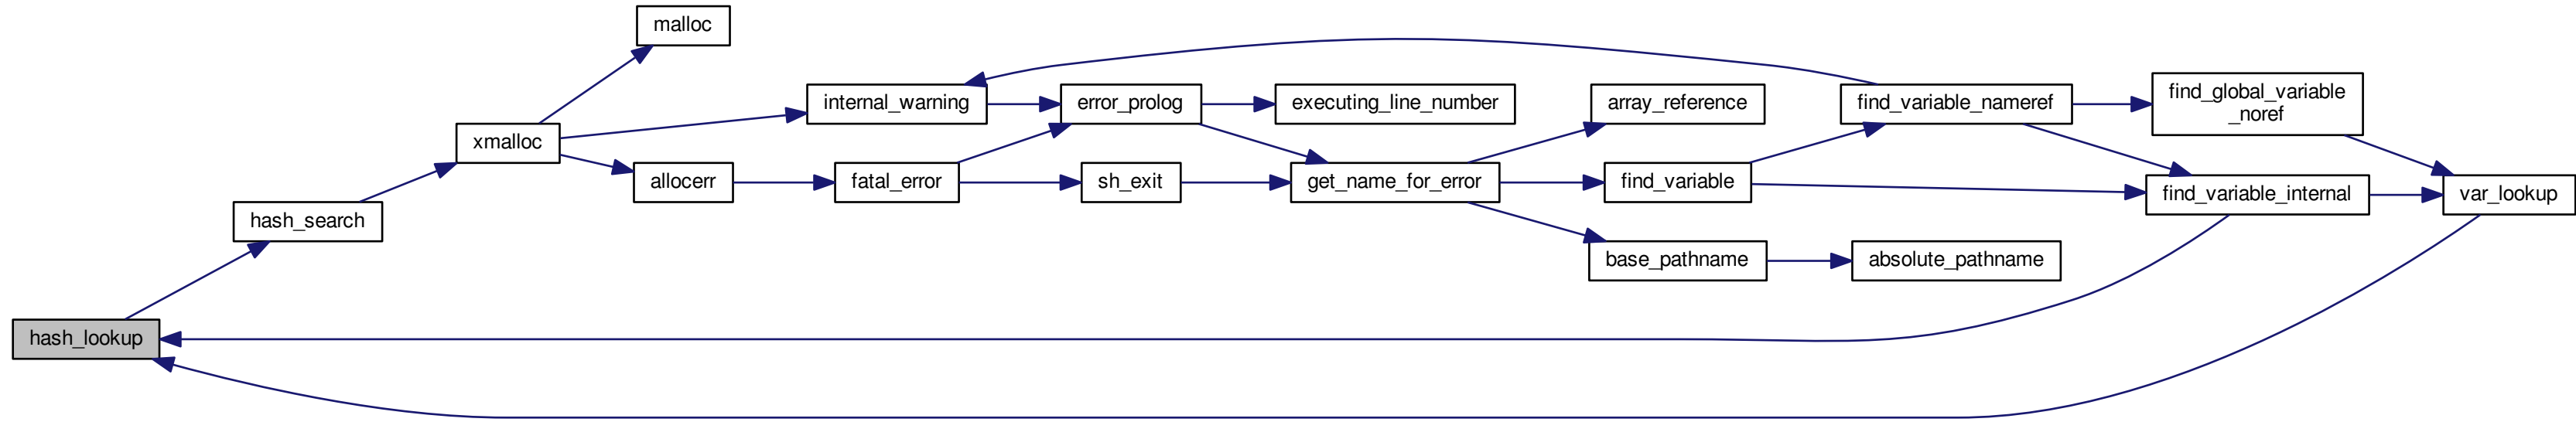 malloc
internal_warning
error_prolog
executing_line_number
array_reference
find_variable_nameref
find_global_variable
_noref
xmalloc
allocerr
fatal_error
sh_exit
get_name_for_error
find_variable
find_variable_internal
var_lookup
hash_search
base_pathname
absolute_pathname
hash_lookup